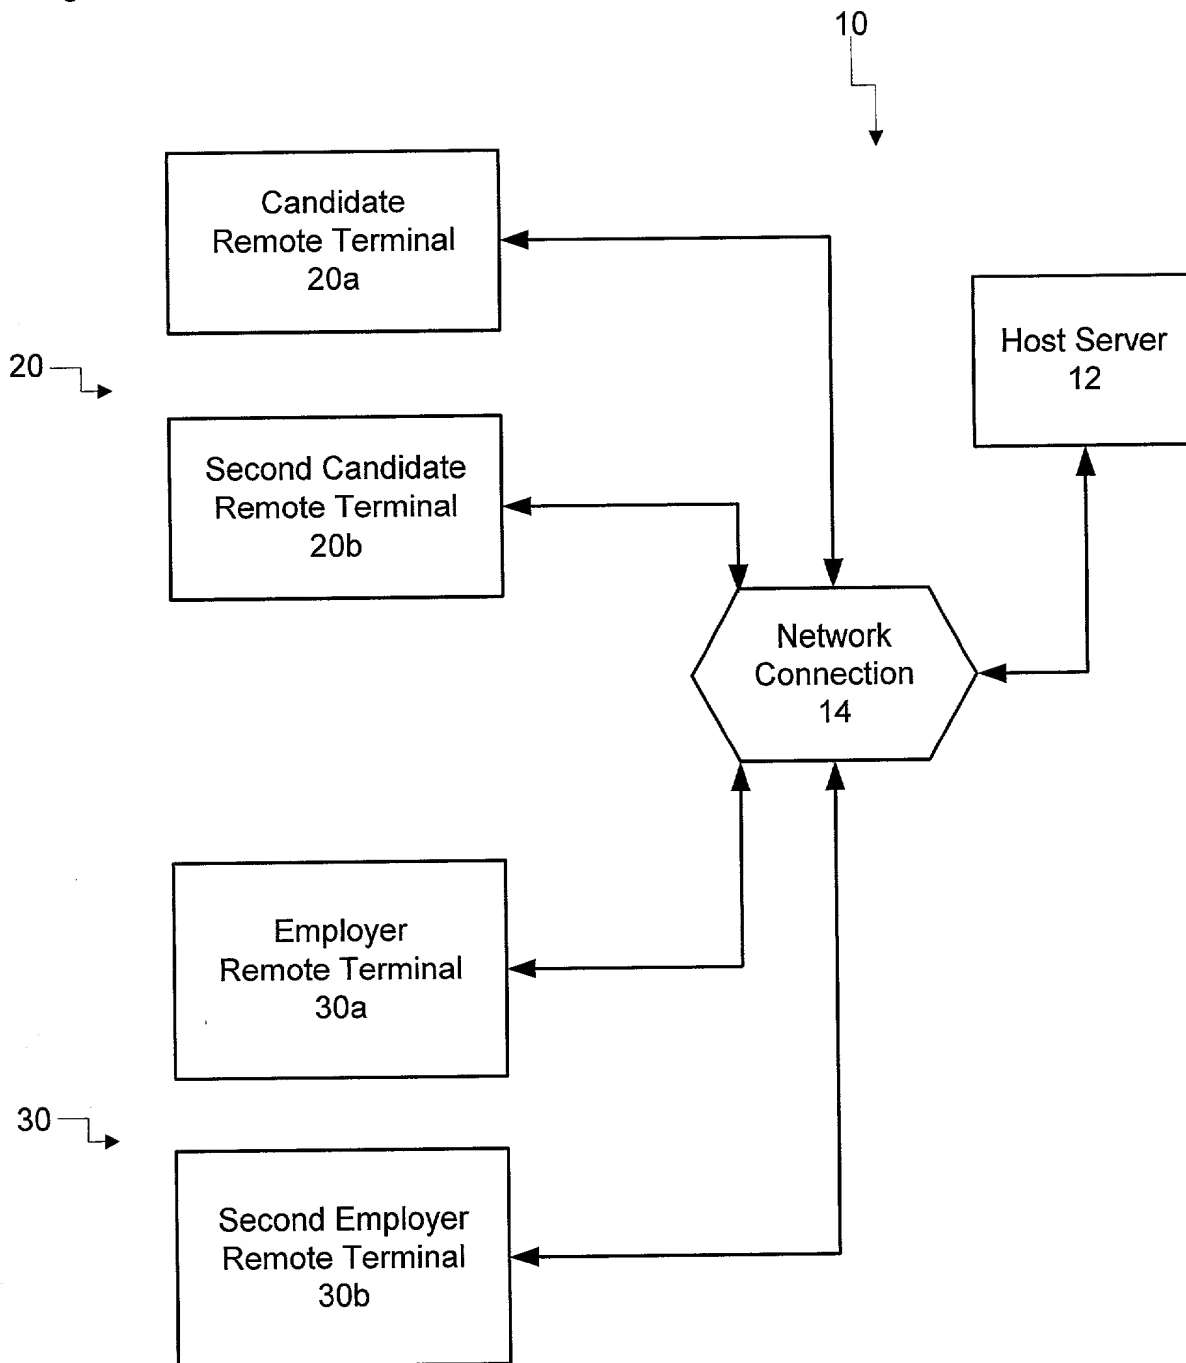 10
Candidate
Remote Terminal
20a
Host Server
12
20
Second Candidate
Remote Terminal
20b
Network
Connection
14
Employer
Remote Terminal
30a
30
Second Employer
Remote Terminal
30b